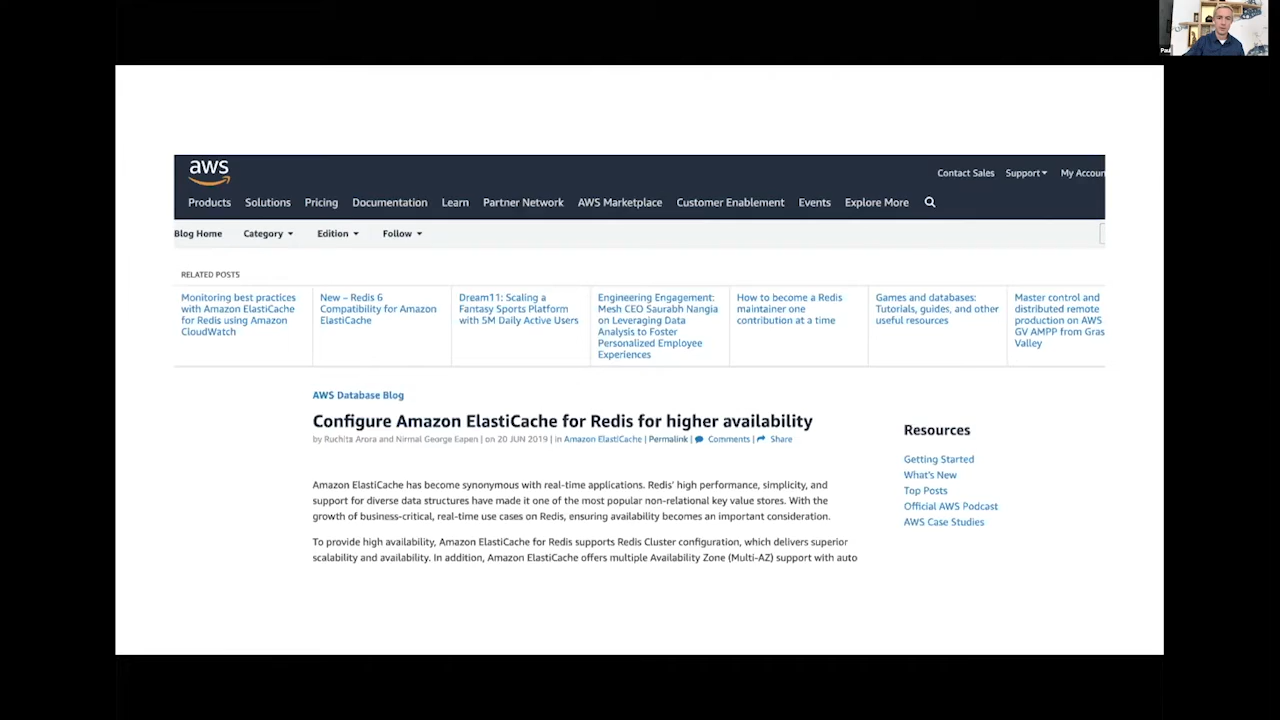 Paul
aws
Contact Sales Support My Accoun
Products Solutions Pricing Documentation Learn Partner Network AWS Marketplace Customer Enablement Events Explore More
Blog Home Category Edition Follow
RELATED POSTS
Monitoring best practices
with Amazon ElastiCache
for Redis using Amazon
CloudWatch
New – Redis 6
Compatibility for Amazon
ElastiCache
Dream11: Scaling a
Fantasy Sports Platform
with 5M Daily Active Users
Engineering Engagement:
Mesh CEO Saurabh Nangia
on Leveraging Data
Analysis to Foster
Personalized Employee
Experiences
How to become a Redis
maintainer one
contribution at a time
Games and databases:
Tutorials, guides, and other
useful resources
Master control and
distributed remote
production on AWS
GV AMPP from Gras
Valley
AWS Database Blog
Configure Amazon ElastiCache for Redis for higher availability
by Ruchita Arora and Nirmal George Eapen | on 20 JUN 2019 | in Amazon ElastiCache | Permalink | Comments | Share
Amazon ElastiCache has become synonymous with real-time applications. Redis' high performance, simplicity, and
support for diverse data structures have made it one of the most popular non-relational key value stores. With the
growth of business-critical, real-time use cases on Redis, ensuring availability becomes an important consideration.
To provide high availability, Amazon ElastiCache for Redis supports Redis Cluster configuration, which delivers superior
scalability and availability. In addition, Amazon ElastiCache offers multiple Availability Zone (Multi-AZ) support with auto
Resources
Getting Started
What's New
Top Posts
Official AWS Podcast
AWS Case Studies